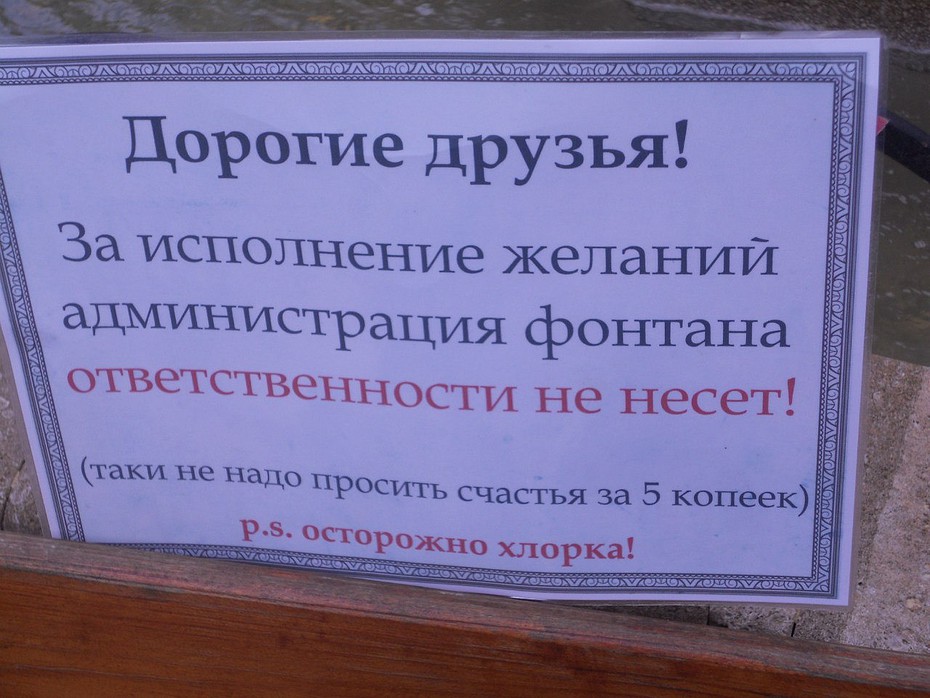 Дорогие друзья!
За исполнение желаний
администрация фонтана
ответственности не несет!
(таки не надо просить счастья за 5 копеек)
p.s. осторожно хлорка!